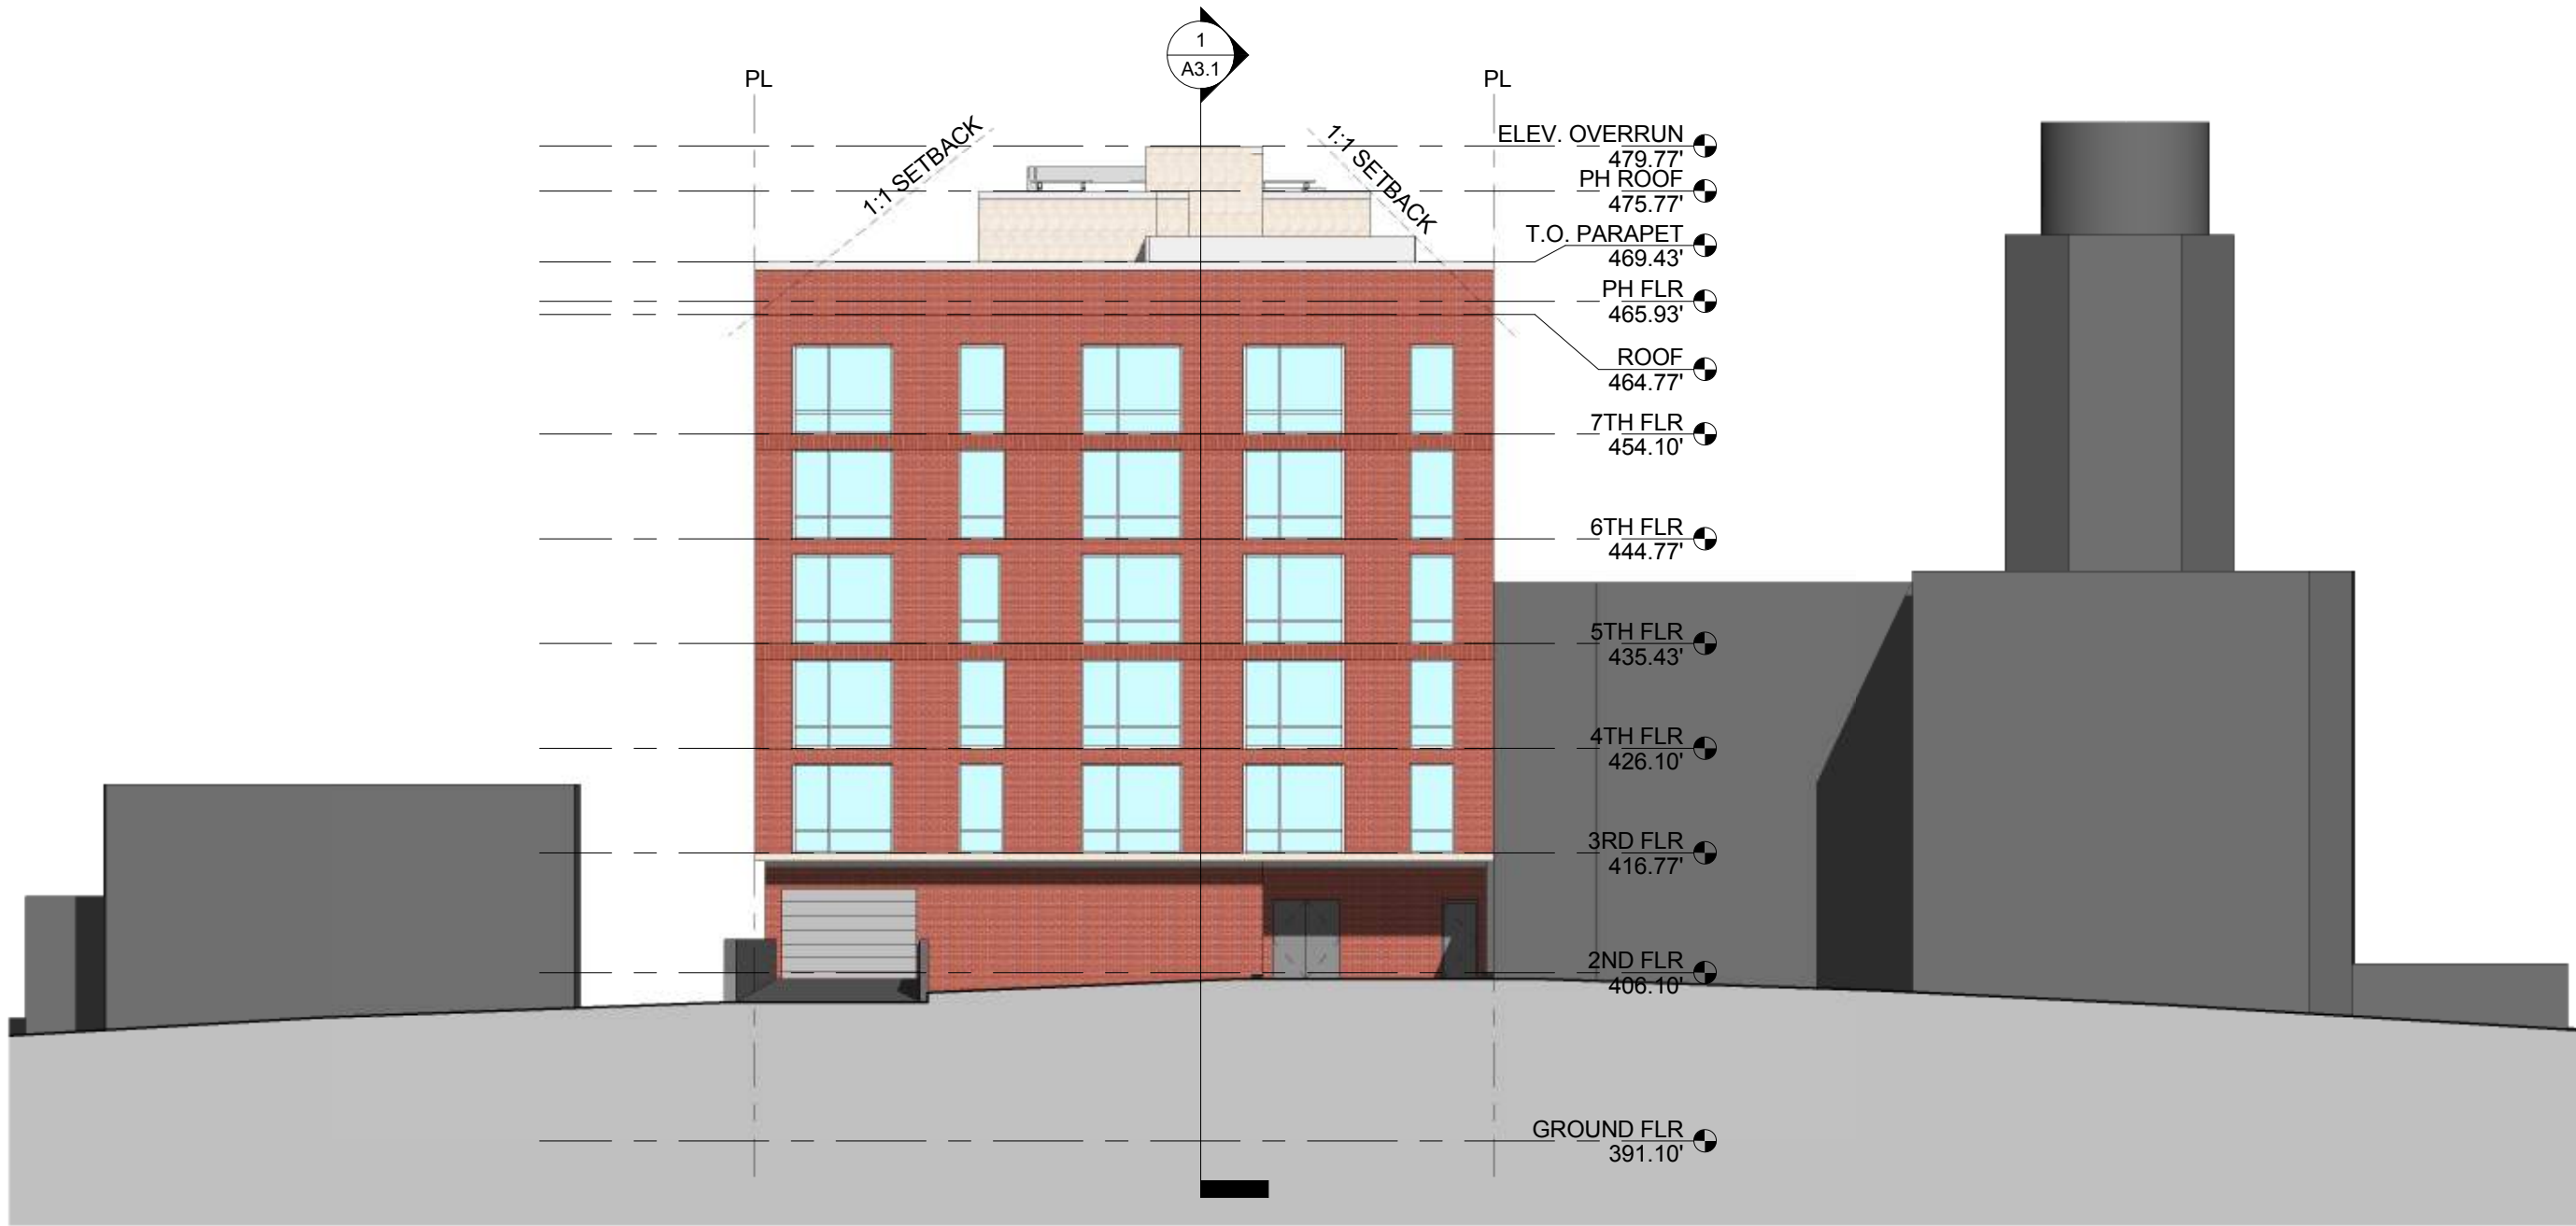 1
A3.1
PL
PL
1:1 SETBACK
1:1 SETBACK
ELEV. OVERRUN
479.77'
PH ROOF
475.77'
T.O. PARAPET
469.43'
PH FLR
465.93'
ROOF
464.77'
7TH FLR
454.10'
6TH FLR
444.77'
5TH FLR
435.43'
4TH FLR
426.10'
3RD FLR
416.77'
2ND FLR
406.10'
GROUND FLR
391.10'